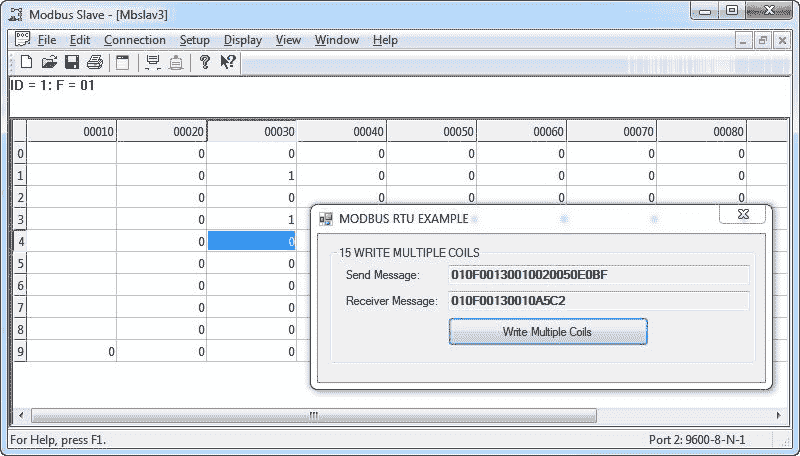 Modbus Slave - [Mbslav3]
File Edit Connection Setup Display View Window Help
ID = 1: F = 01
00010 00020 00030 00040 00050 00060 00070 00080
0 0 0 0 0 0 0 0
1 0 1 0 0 0 0 0
2 0 0 0 0 0 0 0
3 0 1
MODBUS RTU EXAMPLE
4 0 0
15 WRITE MULTIPLE COILS
5 0 0
Send Message: 010F00130010020050E0BF
6 0 0
Receiver Message: 010F00130010A5C2
7 0 0
Write Multiple Coils
8 0 0
9 0 0 0
For Help, press F1. Port 2: 9600-8-N-1